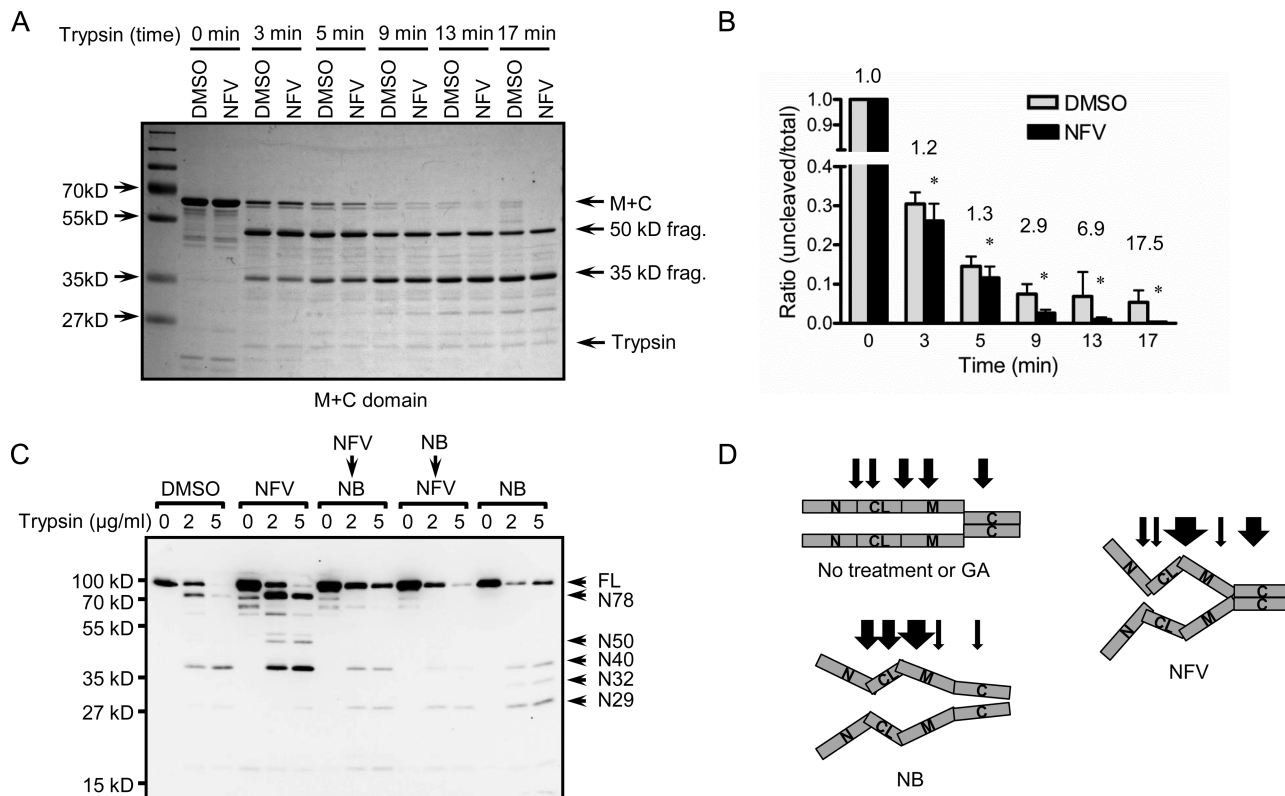 A
Trypsin (time) 0 min 3 min 5 min 9 min 13 min 17 min
DMSO NFV DMSO NFV DMSO NFV DMSO NFV DMSO NFV DMSO NFV
70kD
55kD
35kD
27kD
M+C
50 kD frag.
35 kD frag.
Trypsin
M+C domain
B
1.0
1.2
1.3
2.9
6.9
17.5
* * * * *
DMSO
NFV
Ratio (uncleaved/total)
1.0
0.9
0.4
0.3
0.2
0.1
0.0
0 3 5 9 13 17
Time (min)
C
NFV NB
DMSO NFV NB NFV NB
Trypsin (µg/ml) 0 2 5 0 2 5 0 2 5 0 2 5 0 2 5
100 kD
70 kD
55 kD
35 kD
27 kD
15 kD
FL
N78
N50
N40
N32
N29
D
N CL M C
C
N CL M
No treatment or GA
N CL M C
N CL M C
NB
N CL M C
N CL M C
NFV